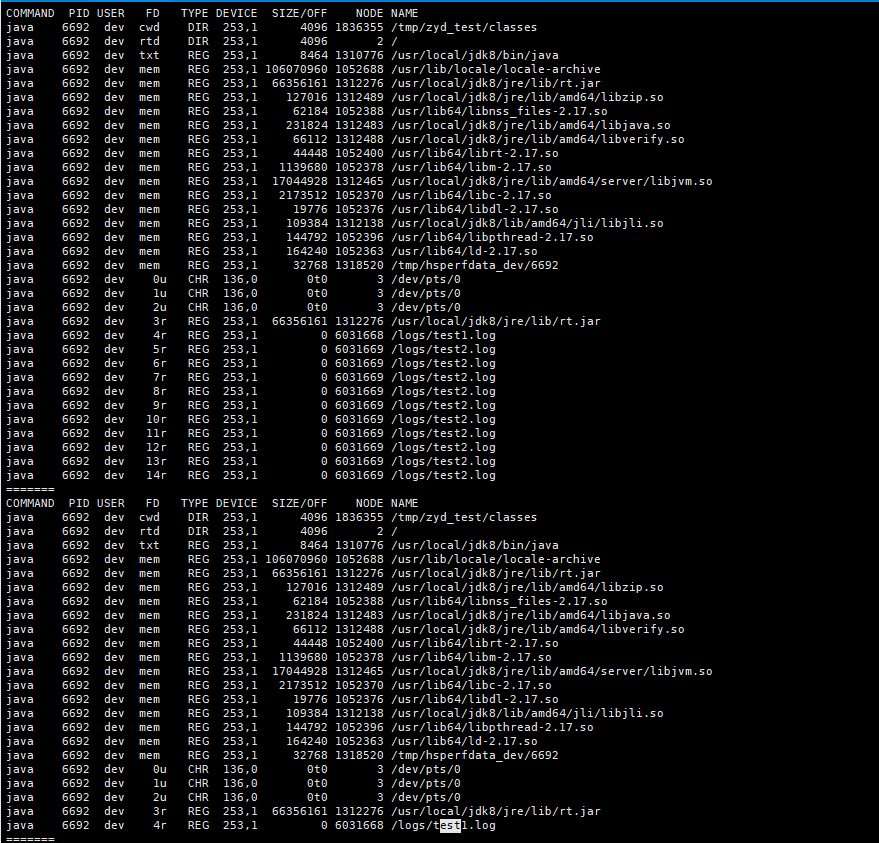 COMMAND  PID USER   FD   TYPE DEVICE  SIZE/OFF    NODE NAME
java    6692  dev  cwd    DIR  253,1      4096 1836355 /tmp/zyd_test/classes
java    6692  dev  rtd    DIR  253,1      4096       2 /
java    6692  dev  txt    REG  253,1      8464 1310776 /usr/local/jdk8/bin/java
java    6692  dev  mem    REG  253,1 106070960 1052688 /usr/lib/locale/locale-archive
java    6692  dev  mem    REG  253,1  66356161 1312276 /usr/local/jdk8/jre/lib/rt.jar
java    6692  dev  mem    REG  253,1    127016 1312489 /usr/local/jdk8/jre/lib/amd64/libzip.so
java    6692  dev  mem    REG  253,1     62184 1052388 /usr/lib64/libnss_files-2.17.so
java    6692  dev  mem    REG  253,1    231824 1312483 /usr/local/jdk8/jre/lib/amd64/libjava.so
java    6692  dev  mem    REG  253,1     66112 1312488 /usr/local/jdk8/jre/lib/amd64/libverify.so
java    6692  dev  mem    REG  253,1     44448 1052400 /usr/lib64/librt-2.17.so
java    6692  dev  mem    REG  253,1   1139680 1052378 /usr/lib64/libm-2.17.so
java    6692  dev  mem    REG  253,1  17044928 1312465 /usr/local/jdk8/jre/lib/amd64/server/libjvm.so
java    6692  dev  mem    REG  253,1   2173512 1052370 /usr/lib64/libc-2.17.so
java    6692  dev  mem    REG  253,1     19776 1052376 /usr/lib64/libdl-2.17.so
java    6692  dev  mem    REG  253,1    109384 1312138 /usr/local/jdk8/lib/amd64/jli/libjli.so
java    6692  dev  mem    REG  253,1    144792 1052396 /usr/lib64/libpthread-2.17.so
java    6692  dev  mem    REG  253,1    164240 1052363 /usr/lib64/ld-2.17.so
java    6692  dev  mem    REG  253,1     32768 1318520 /tmp/hsperfdata_dev/6692
java    6692  dev    0u   CHR  136,0       0t0       3 /dev/pts/0
java    6692  dev    1u   CHR  136,0       0t0       3 /dev/pts/0
java    6692  dev    2u   CHR  136,0       0t0       3 /dev/pts/0
java    6692  dev    3r   REG  253,1  66356161 1312276 /usr/local/jdk8/jre/lib/rt.jar
java    6692  dev    4r   REG  253,1         0 6031668 /logs/test1.log
java    6692  dev    5r   REG  253,1         0 6031669 /logs/test2.log
java    6692  dev    6r   REG  253,1         0 6031669 /logs/test2.log
java    6692  dev    7r   REG  253,1         0 6031669 /logs/test2.log
java    6692  dev    8r   REG  253,1         0 6031669 /logs/test2.log
java    6692  dev    9r   REG  253,1         0 6031669 /logs/test2.log
java    6692  dev   10r   REG  253,1         0 6031669 /logs/test2.log
java    6692  dev   11r   REG  253,1         0 6031669 /logs/test2.log
java    6692  dev   12r   REG  253,1         0 6031669 /logs/test2.log
java    6692  dev   13r   REG  253,1         0 6031669 /logs/test2.log
java    6692  dev   14r   REG  253,1         0 6031669 /logs/test2.log
=======
COMMAND  PID USER   FD   TYPE DEVICE  SIZE/OFF    NODE NAME
java    6692  dev  cwd    DIR  253,1      4096 1836355 /tmp/zyd_test/classes
java    6692  dev  rtd    DIR  253,1      4096       2 /
java    6692  dev  txt    REG  253,1      8464 1310776 /usr/local/jdk8/bin/java
java    6692  dev  mem    REG  253,1 106070960 1052688 /usr/lib/locale/locale-archive
java    6692  dev  mem    REG  253,1  66356161 1312276 /usr/local/jdk8/jre/lib/rt.jar
java    6692  dev  mem    REG  253,1    127016 1312489 /usr/local/jdk8/jre/lib/amd64/libzip.so
java    6692  dev  mem    REG  253,1     62184 1052388 /usr/lib64/libnss_files-2.17.so
java    6692  dev  mem    REG  253,1    231824 1312483 /usr/local/jdk8/jre/lib/amd64/libjava.so
java    6692  dev  mem    REG  253,1     66112 1312488 /usr/local/jdk8/jre/lib/amd64/libverify.so
java    6692  dev  mem    REG  253,1     44448 1052400 /usr/lib64/librt-2.17.so
java    6692  dev  mem    REG  253,1   1139680 1052378 /usr/lib64/libm-2.17.so
java    6692  dev  mem    REG  253,1  17044928 1312465 /usr/local/jdk8/jre/lib/amd64/server/libjvm.so
java    6692  dev  mem    REG  253,1   2173512 1052370 /usr/lib64/libc-2.17.so
java    6692  dev  mem    REG  253,1     19776 1052376 /usr/lib64/libdl-2.17.so
java    6692  dev  mem    REG  253,1    109384 1312138 /usr/local/jdk8/lib/amd64/jli/libjli.so
java    6692  dev  mem    REG  253,1    144792 1052396 /usr/lib64/libpthread-2.17.so
java    6692  dev  mem    REG  253,1    164240 1052363 /usr/lib64/ld-2.17.so
java    6692  dev  mem    REG  253,1     32768 1318520 /tmp/hsperfdata_dev/6692
java    6692  dev    0u   CHR  136,0       0t0       3 /dev/pts/0
java    6692  dev    1u   CHR  136,0       0t0       3 /dev/pts/0
java    6692  dev    2u   CHR  136,0       0t0       3 /dev/pts/0
java    6692  dev    3r   REG  253,1  66356161 1312276 /usr/local/jdk8/jre/lib/rt.jar
java    6692  dev    4r   REG  253,1         0 6031668 /logs/test1.log
=======